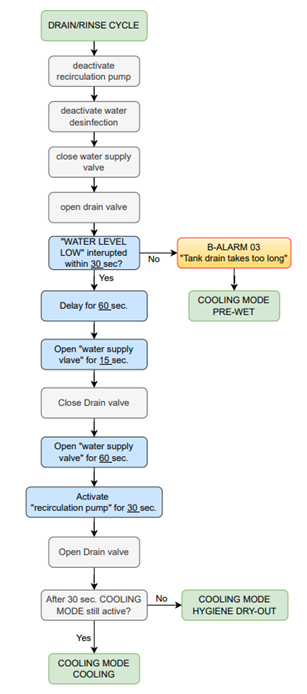 DRAIN/RINSE CYCLE
deactivate
recirculation pump
deactivate water
desinfection
close water supply
valve
open drain valve
"WATER LEVEL
LOW" interupted
within 30 sec?
No
B-ALARM 03
"Tank drain takes too long"
COOLING MODE
PRE-WET
Yes
Delay for 60 sec.
Open "water supply
vlave" for 15 sec.
Close Drain valve
Open "water supply
valve" for 60 sec.
Activate
"recirculation pump" for 30 sec.
Open Drain valve
After 30 sec. COOLING
MODE still active?
No
COOLING MODE
HYGIENE DRY-OUT
Yes
COOLING MODE
COOLING